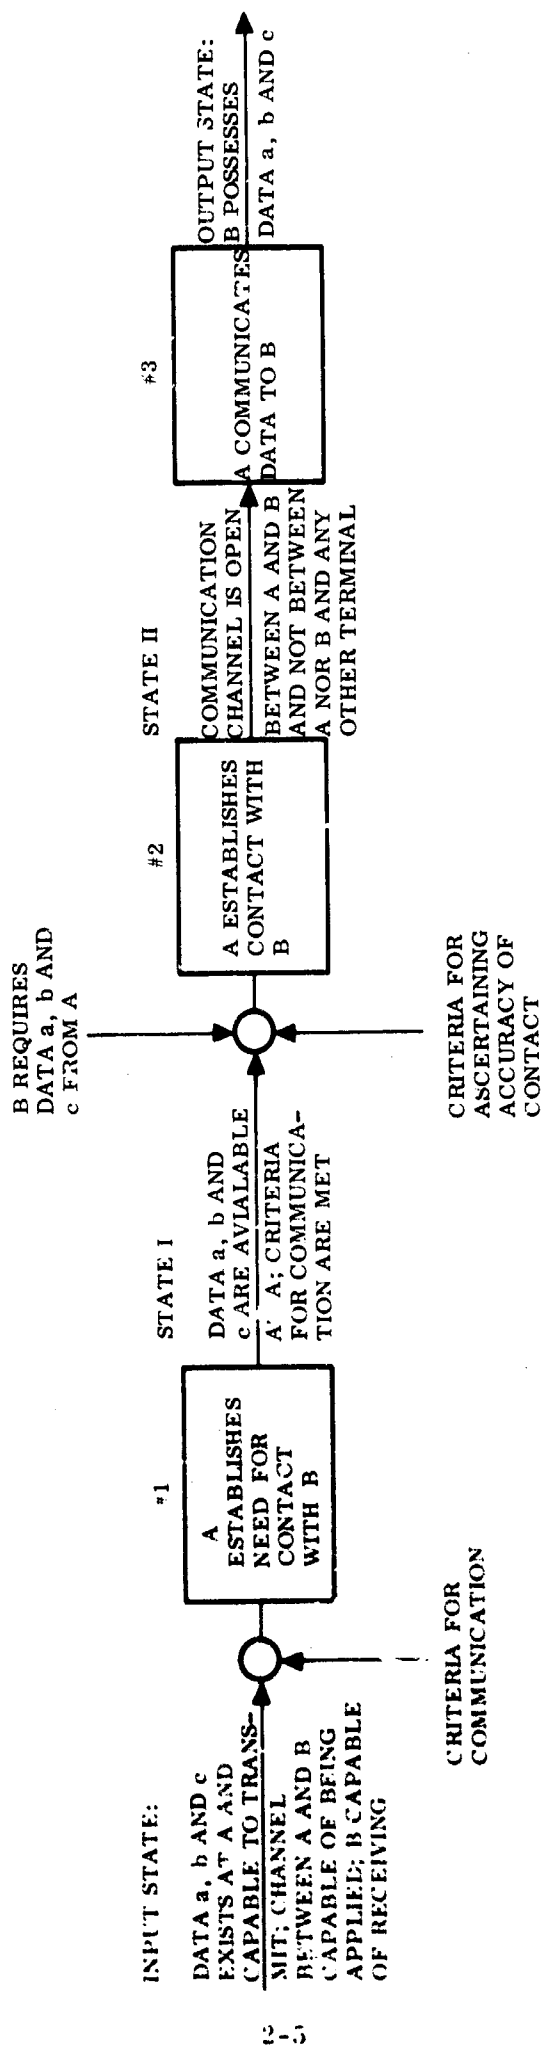 INPUT STATE:
DATA a, b AND c
EXISTS AT A AND
CAPABLE TO TRANS-
MIT; CHANNEL
BETWEEN A AND B
CAPABLE OF BEING
APPLIED; B CAPABLE
OF RECEIVING
CRITERIA FOR
COMMUNICATION
#1
A
ESTABLISHES
NEED FOR
CONTACT
WITH B
STATE I
DATA a, b AND
c ARE AVIALABLE
A' A; CRITERIA
FOR COMMUNICA-
TION ARE MET
B REQUIRES
DATA a, b AND
c FROM A
CRITERIA FOR
ASCERTAINING
ACCURACY OF
CONTACT
#2
A ESTABLISHES
CONTACT WITH
B
STATE II
COMMUNICATION
CHANNEL IS OPEN
BETWEEN A AND B
AND NOT BETWEEN
A NOR B AND ANY
OTHER TERMINAL
#3
A COMMUNICATES
DATA TO B
OUTPUT STATE:
B POSSESSES
DATA a, b AND c